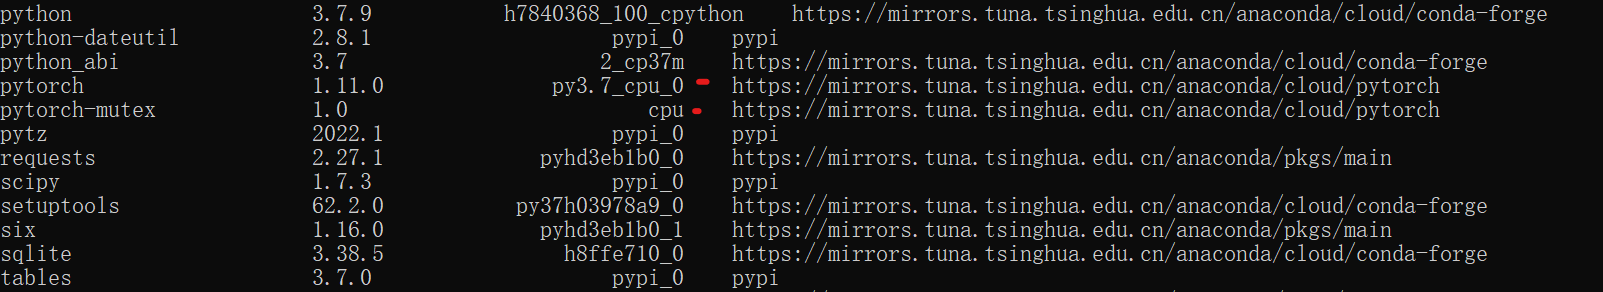 python 3.7.9 h7840368_100_cpython https://mirrors.tuna.tsinghua.edu.cn/anaconda/cloud/conda-forge
python-dateutil 2.8.1 pypi_0 pypi
python_abi 3.7 2_cp37m https://mirrors.tuna.tsinghua.edu.cn/anaconda/cloud/conda-forge
pytorch 1.11.0 py3.7_cpu_0 https://mirrors.tuna.tsinghua.edu.cn/anaconda/cloud/pytorch
pytorch-mutex 1.0 cpu https://mirrors.tuna.tsinghua.edu.cn/anaconda/cloud/pytorch
pytz 2022.1 pypi_0 pypi
requests 2.27.1 pyhd3eb1b0_0 https://mirrors.tuna.tsinghua.edu.cn/anaconda/pkgs/main
scipy 1.7.3 pypi_0 pypi
setuptools 62.2.0 py37h03978a9_0 https://mirrors.tuna.tsinghua.edu.cn/anaconda/cloud/conda-forge
six 1.16.0 pyhd3eb1b0_1 https://mirrors.tuna.tsinghua.edu.cn/anaconda/pkgs/main
sqlite 3.38.5 h8ffe710_0 https://mirrors.tuna.tsinghua.edu.cn/anaconda/cloud/conda-forge
tables 3.7.0 pypi_0 pypi